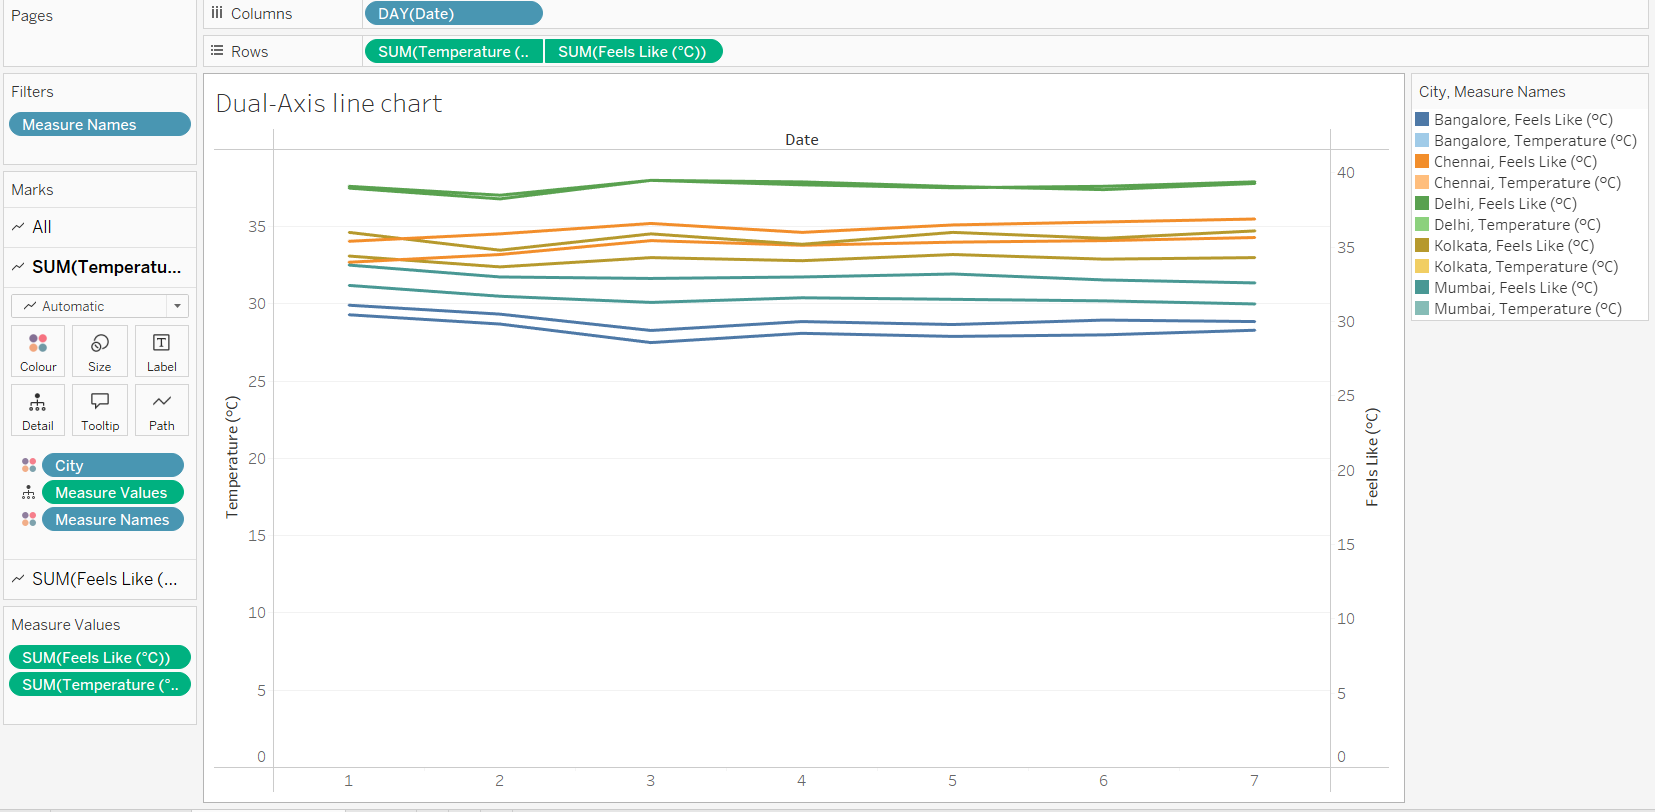 Pages
Columns
DAY(Date)
Rows
SUM(Temperature (..
SUM(Feels Like (°C))
Filters
Measure Names
Marks
All
SUM(Temperatu...
Automatic
Colour
Size
Label
Detail
Tooltip
Path
City
Measure Values
Measure Names
SUM(Feels Like (...
Measure Values
SUM(Feels Like (°C))
SUM(Temperature (°..
Dual-Axis line chart
Date
Temperature (°C)
35
30
25
20
15
10
5
0
40
35
30
25
20
15
10
5
0
Feels Like (°C)
1 2 3 4 5 6 7
City, Measure Names
Bangalore, Feels Like (°C)
Bangalore, Temperature (°C)
Chennai, Feels Like (°C)
Chennai, Temperature (°C)
Delhi, Feels Like (°C)
Delhi, Temperature (°C)
Kolkata, Feels Like (°C)
Kolkata, Temperature (°C)
Mumbai, Feels Like (°C)
Mumbai, Temperature (°C)